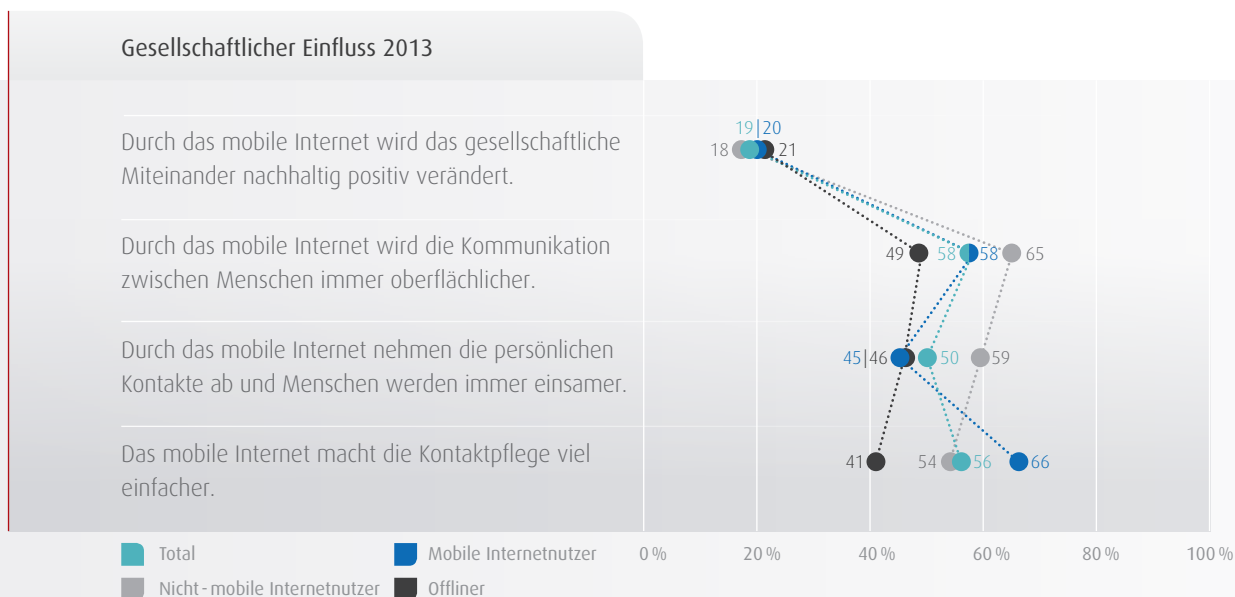 Gesellschaftlicher Einfluss 2013
19|20
Durch das mobile Internet wird das gesellschaftliche
18 21
Miteinander nachhaltig positiv verändert.
Durch das mobile Internet wird die Kommunikation
49 58 58 65
zwischen Menschen immer oberflächlicher.
Durch das mobile Internet nehmen die persönlichen
45|46 50 59
Kontakte ab und Menschen werden immer einsamer.
Das mobile Internet macht die Kontaktpflege viel
41 54 56 66
einfacher.
Total Mobile Internetnutzer 0 % 20 % 40 % 60 % 80 % 100 %
Nicht-mobile Internetnutzer Offliner